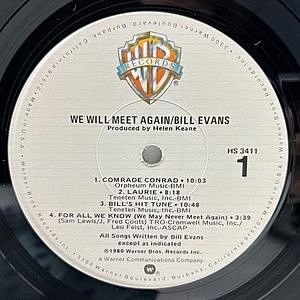 WB
RECORDS
WE WILL MEET AGAIN/BILL EVANS
Produced by Helen Keane
HS 3411
1
1. COMRADE CONRAD • 10:03
Orpheum Music-BMI
2. LAURIE • 8:18
Teneten Music, Inc.-BMI
3. BILL'S HIT TUNE • 10:48
Teneten Music, Inc.-BMI
4. FOR ALL WE KNOW (We May Never Meet Again) • 3:39
(Sam Lewis/J. Fred Coots) TRO-Cromwell Music, Inc./
Leo Feist, Inc-ASCAP
All Songs Written by Bill Evans
except as indicated
©1980 Warner Bros. Records Inc.
a Warner Communications Company